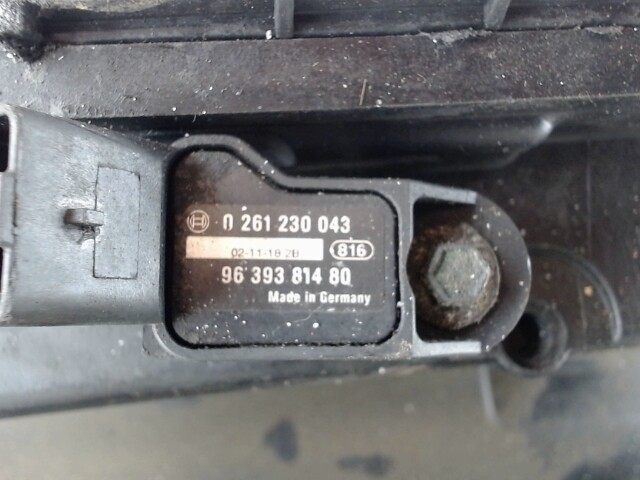 0 261 230 043
02-11-18-2B 816
96 393 814 80
Made in Germany